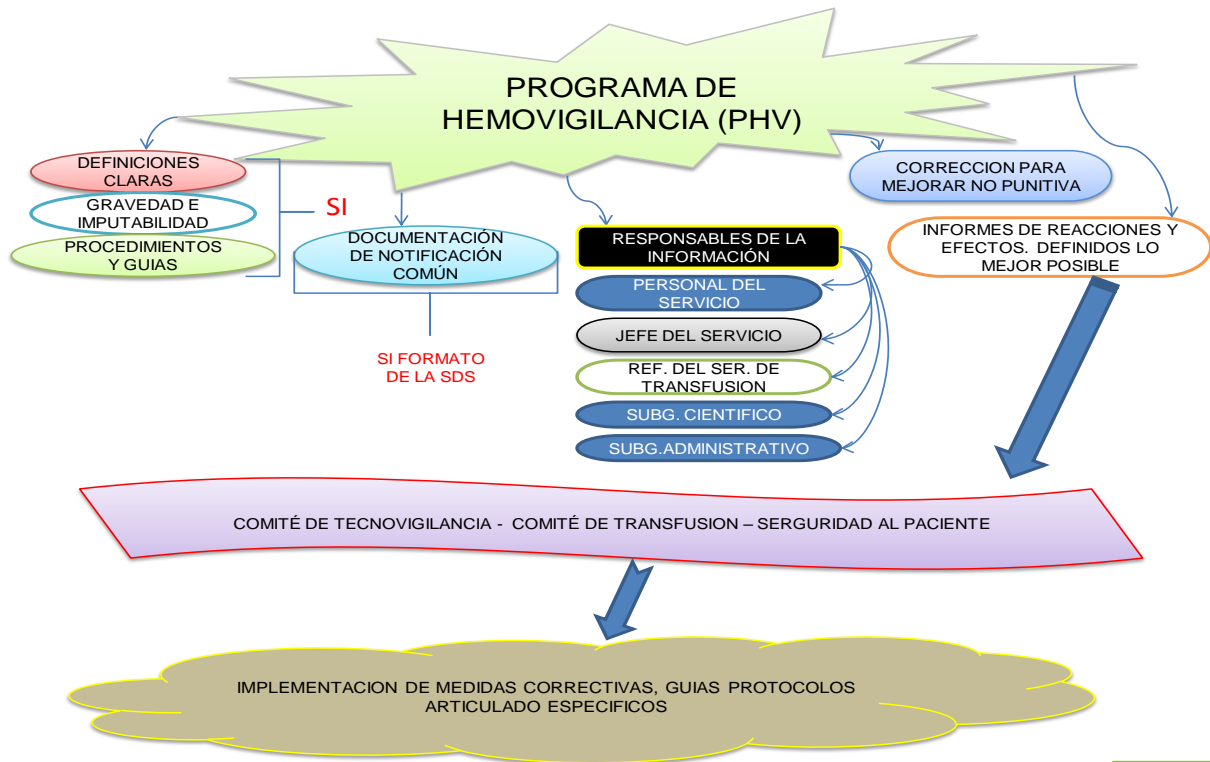 PROGRAMA DE
HEMOVIGILANCIA (PHV)
DEFINICIONES
CLARAS
GRAVEDAD E
IMPUTABILIDAD
PROCEDIMIENTOS
Y GUIAS
SI
DOCUMENTACIÓN
DE NOTIFICACIÓN
COMÚN
SI FORMATO
DE LA SDS
RESPONSABLES DE LA
INFORMACIÓN
PERSONAL DEL
SERVICIO
JEFE DEL SERVICIO
REF. DEL SER. DE
TRANSFUSION
SUBG. CIENTIFICO
SUBG.ADMINISTRATIVO
CORRECCION PARA
MEJORAR NO PUNITIVA
INFORMES DE REACCIONES Y
EFECTOS. DEFINIDOS LO
MEJOR POSIBLE
COMITÉ DE TECNOVIGILANCIA - COMITÉ DE TRANSFUSION – SERGURIDAD AL PACIENTE
IMPLEMENTACION DE MEDIDAS CORRECTIVAS, GUIAS PROTOCOLOS
ARTICULADO ESPECIFICOS